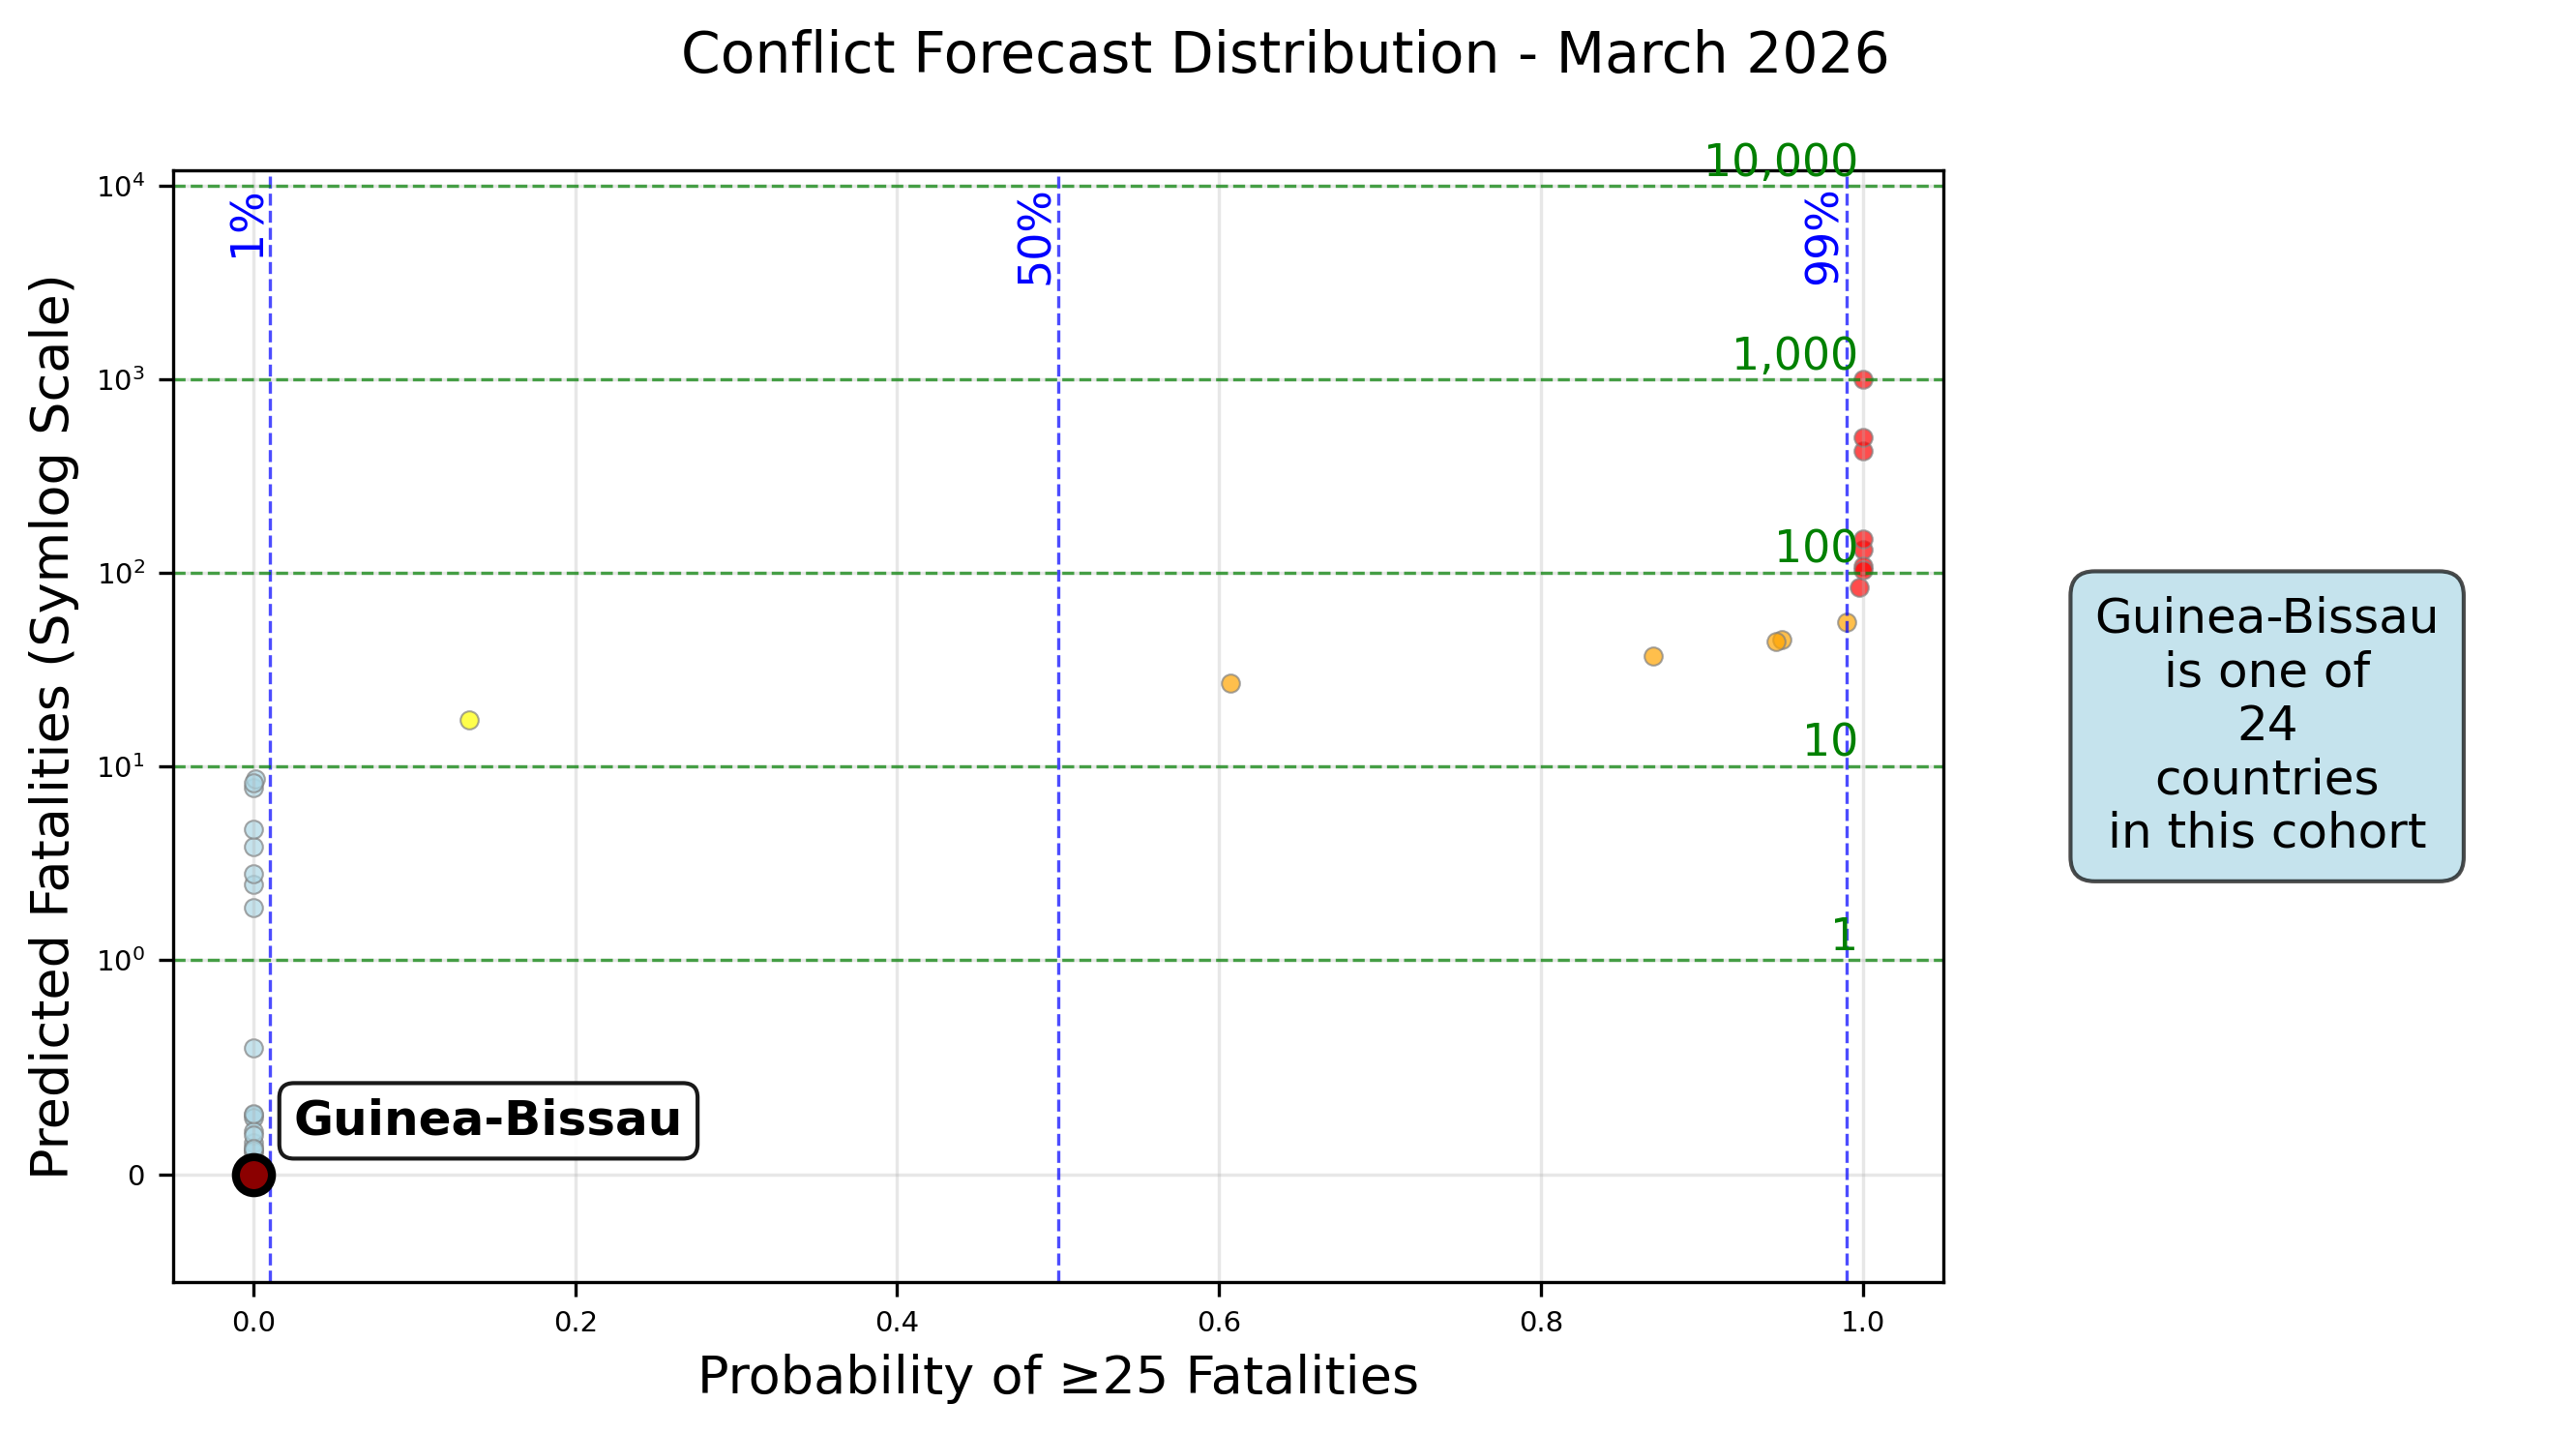 Conflict Forecast Distribution - March 2026
Predicted Fatalities (Symlog Scale)
10⁴
10³
10²
10¹
10⁰
0
1%
50%
99%
10,000
1,000
100
10
1
Guinea-Bissau
0.0
0.2
0.4
0.6
0.8
1.0
Probability of ≥25 Fatalities
Guinea-Bissau
is one of
24
countries
in this cohort